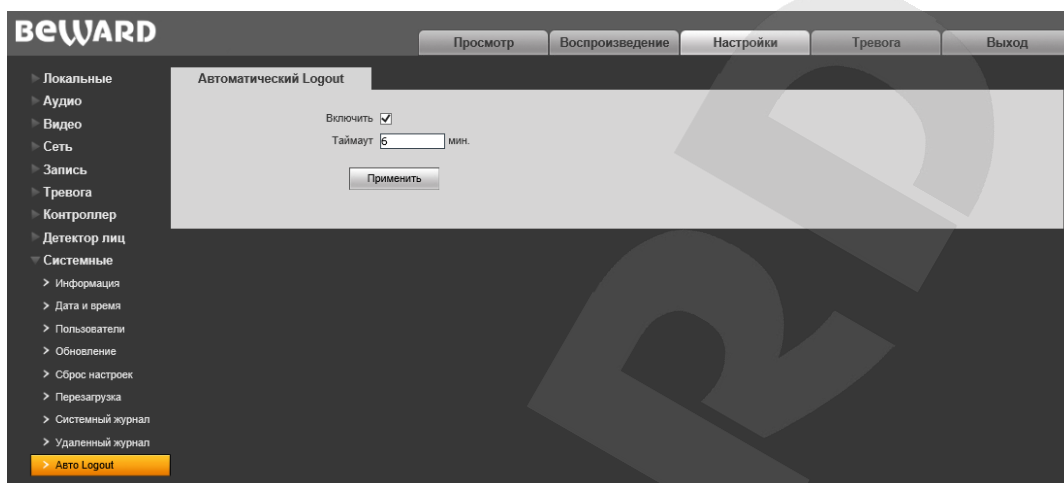 BEWARD
Просмотр
Воспроизведение
Настройки
Тревога
Выход
Локальные
Аудио
Видео
Сеть
Запись
Тревога
Контроллер
Детектор лиц
Системные
Информация
Дата и время
Пользователи
Обновление
Сброс настроек
Перезагрузка
Системный журнал
Удаленный журнал
Авто Logout
Автоматический Logout
Включить
Таймаут 6 мин.
Применить
RD